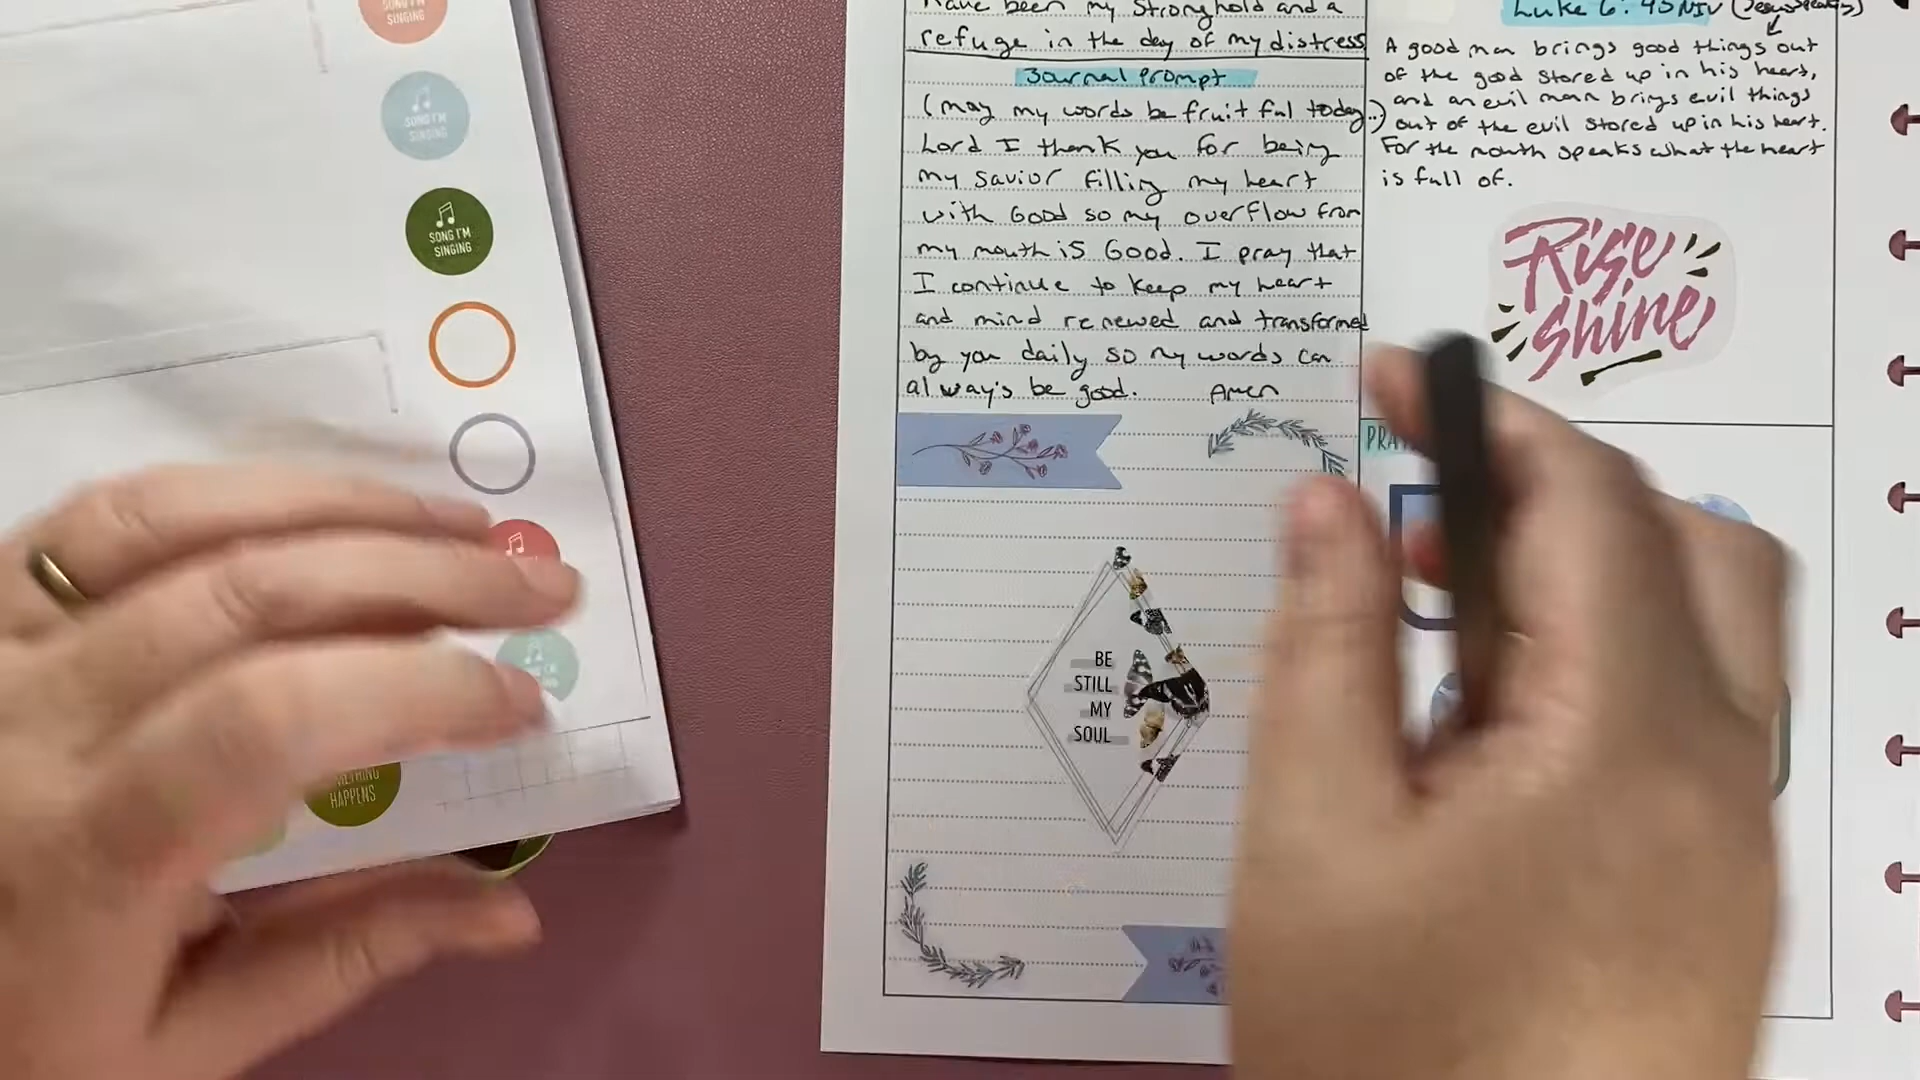 SONG I'M
SINGING
SONG I'M
SINGING
SONG I'M
SINGING
HAPPENS
have been my stronghold and a
refuge in the day of my distress
Journal Prompt
(may my words be fruitful today..)
Lord I thank you for being
my savior filling my heart
with Good so my overflow from
my mouth is Good. I pray that
I continue to keep my heart
and mind renewed and transformed
by you daily so my words can
always be good. Amen
BE
STILL
MY
SOUL
Luke 6:45 NIV (Jesus speaking)
A good man brings good things out
of the good stored up in his heart,
and an evil man brings evil things
out of the evil stored up in his heart.
For the mouth speaks what the heart
is full of.
Rise
shine